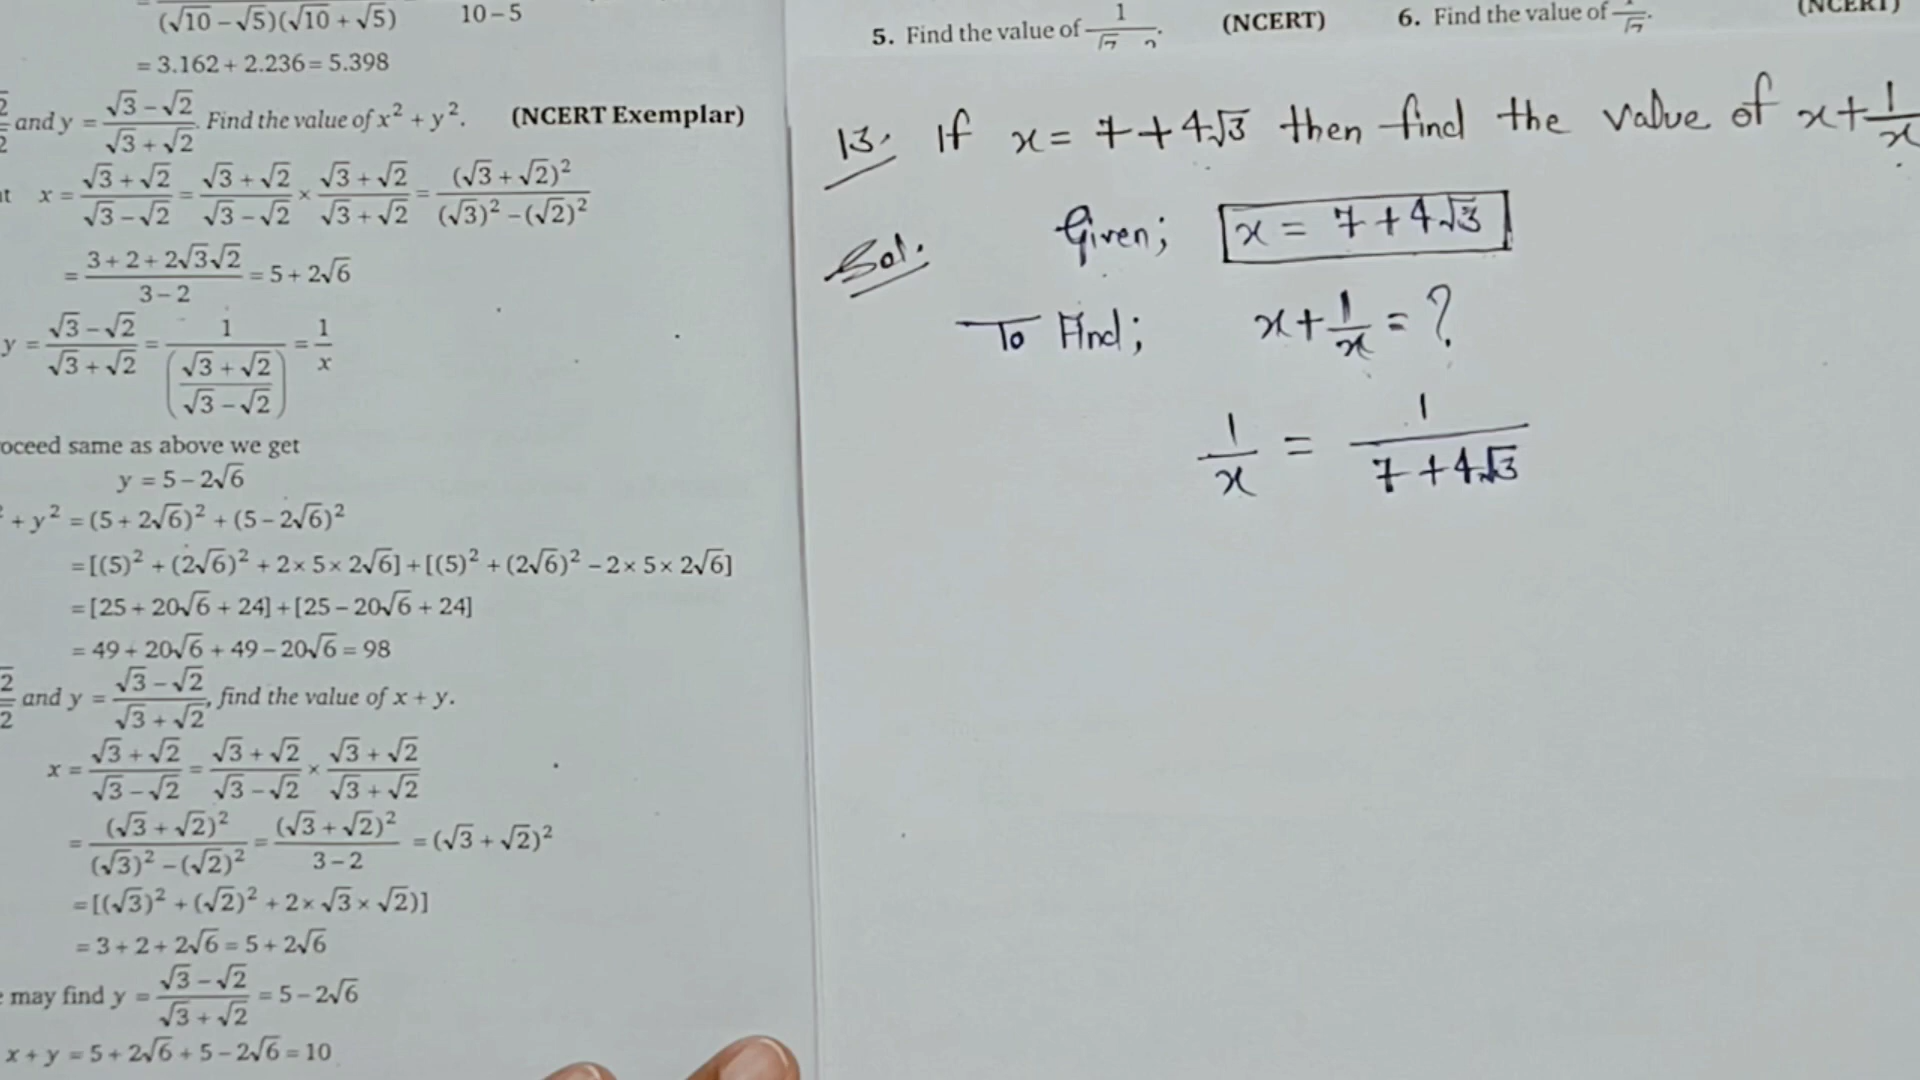 (√10 − √5)(√10 + √5) 10 − 5
= 3.162 + 2.236 = 5.398
and y = (√3 − √2)/(√3 + √2). Find the value of x² + y². (NCERT Exemplar)
x = (√3 + √2)/(√3 − √2) = (√3 + √2)/(√3 − √2) × (√3 + √2)/(√3 + √2) = (√3 + √2)²/((√3)² − (√2)²)
= (3 + 2 + 2√3√2)/(3 − 2) = 5 + 2√6
y = (√3 − √2)/(√3 + √2) = 1/((√3 + √2)/(√3 − √2)) = 1/x
oceed same as above we get
y = 5 − 2√6
+ y² = (5 + 2√6)² + (5 − 2√6)²
= [(5)² + (2√6)² + 2 × 5 × 2√6] + [(5)² + (2√6)² − 2 × 5 × 2√6]
= [25 + 20√6 + 24] + [25 − 20√6 + 24]
= 49 + 20√6 + 49 − 20√6 = 98
and y = (√3 − √2)/(√3 + √2), find the value of x + y.
x = (√3 + √2)/(√3 − √2) = (√3 + √2)/(√3 − √2) × (√3 + √2)/(√3 + √2)
= (√3 + √2)²/((√3)² − (√2)²) = (√3 + √2)²/(3 − 2) = (√3 + √2)²
= [(√3)² + (√2)² + 2 × √3 × √2)]
= 3 + 2 + 2√6 = 5 + 2√6
may find y = (√3 − √2)/(√3 + √2) = 5 − 2√6
x + y = 5 + 2√6 + 5 − 2√6 = 10
5. Find the value of (NCERT) 6. Find the value of (NCERT)
13. If x = 7 + 4√3 then find the value of x + 1/x
Sol. Given; x = 7 + 4√3
To Find; x + 1/x = ?
1/x = 1/(7 + 4√3)